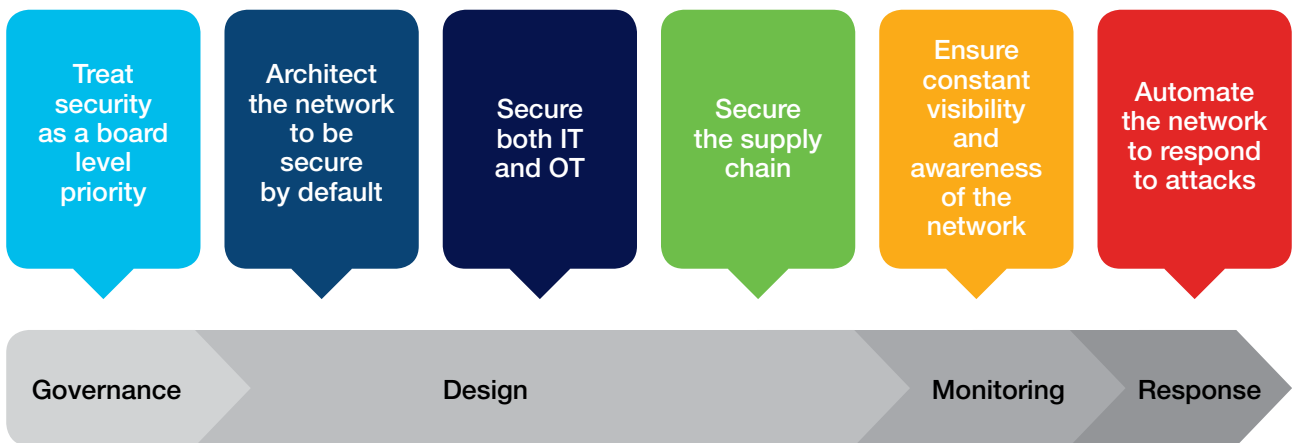 Treat
security
as a board
level
priority
Architect
the network
to be
secure
by default
Secure
both IT
and OT
Secure
the supply
chain
Ensure
constant
visibility
and
awareness
of the
network
Automate
the network
to respond
to attacks
Governance
Design
Monitoring
Response